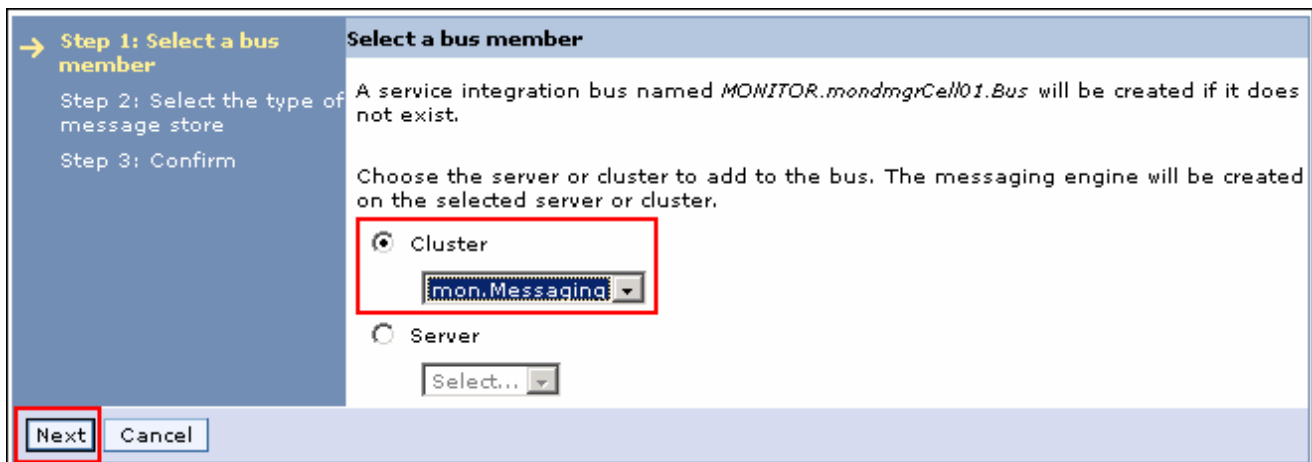 Step 1: Select a bus
member
Step 2: Select the type of
message store
Step 3: Confirm
Select a bus member
A service integration bus named MONITOR.mondmgrCell01.Bus will be created if it does
not exist.
Choose the server or cluster to add to the bus. The messaging engine will be created
on the selected server or cluster.
Cluster
mon.Messaging
Server
Select...
Next
Cancel